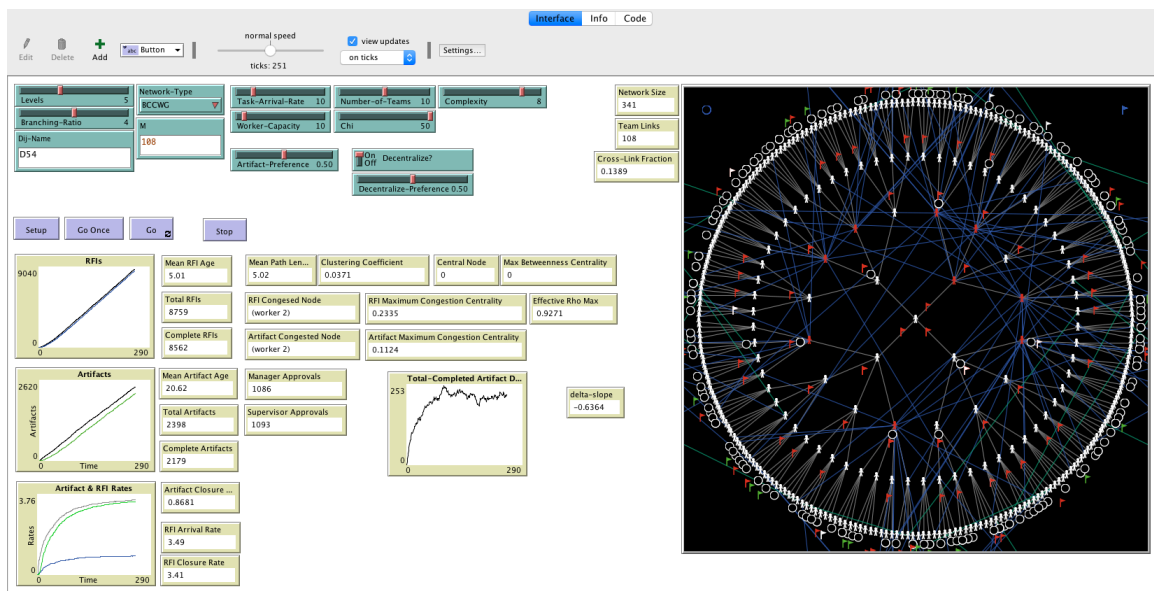 Interface Info Code
Edit Delete Add abc Button normal speed view updates Settings...
ticks: 251 on ticks
Levels 5
Branching-Ratio 4
Dij-Name
D54
Network-Type
BCCWG
M
108
Task-Arrival-Rate 10
Number-of-Teams 10
Complexity 8
Worker-Capacity 10
Chi 50
Artifact-Preference 0.50
On
Off Decentralize?
Decentralize-Preference 0.50
Network Size
341
Team Links
108
Cross-Link Fraction
0.1389
Setup Go Once Go Stop
RFIs
9040
0
0 290
Mean RFI Age
5.01
Total RFIs
8759
Complete RFIs
8562
Mean Path Len...
5.02
Clustering Coefficient
0.0371
Central Node
0
Max Betweenness Centrality
0
RFI Congesed Node
(worker 2)
RFI Maximum Congestion Centrality
0.2335
Effective Rho Max
0.9271
Artifact Congested Node
(worker 2)
Artifact Maximum Congestion Centrality
0.1124
Artifacts
2620
Artifacts
0
0 Time 290
Mean Artifact Age
20.62
Total Artifacts
2398
Complete Artifacts
2179
Manager Approvals
1086
Supervisor Approvals
1093
Total-Completed Artifact D...
253
0
0 290
delta-slope
-0.6364
Artifact & RFI Rates
3.76
Rates
0
0 Time 290
Artifact Closure ...
0.8681
RFI Arrival Rate
3.49
RFI Closure Rate
3.41